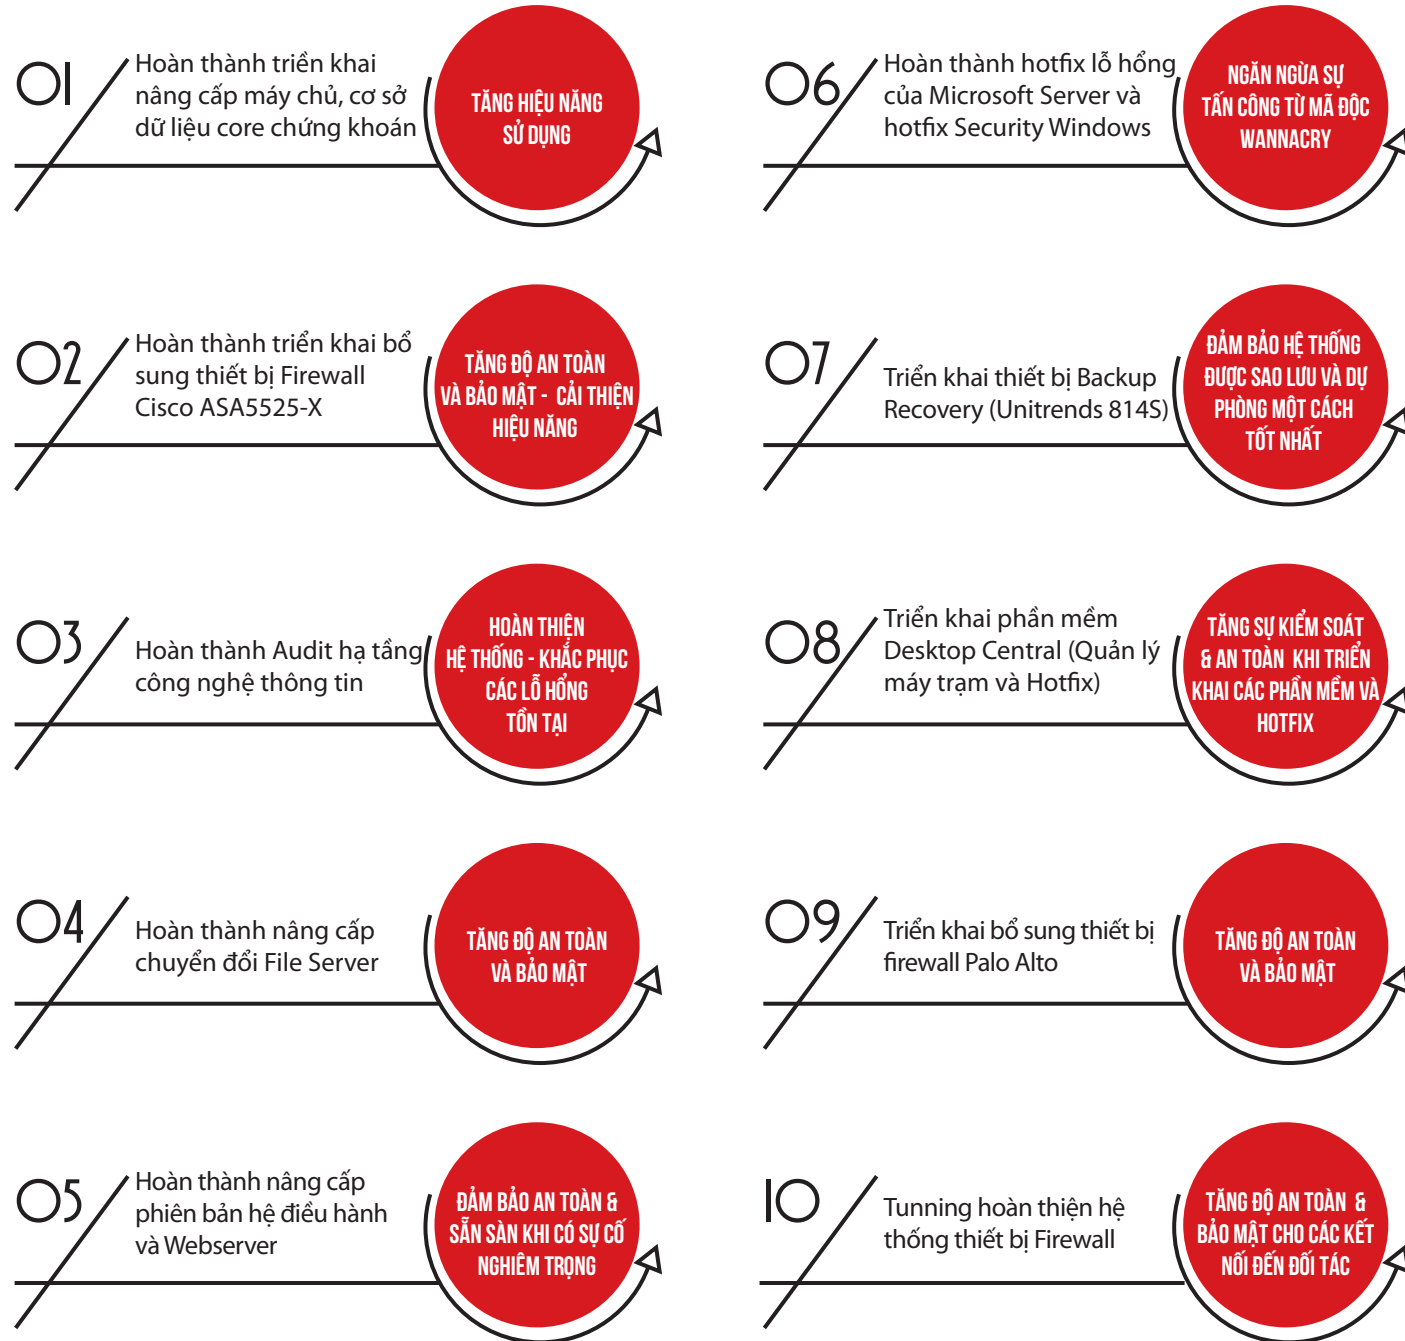 01
Hoàn thành triền khai
nâng cấp máy chủ, cơ sở
dữ liệu core chứng khoán
TĂNG HIỆU NĂNG
SỬ DỤNG
02
Hoàn thành triển khai bổ
sung thiết bị Firewall
Cisco ASA5525-X
TĂNG ĐỘ AN TOÀN
VÀ BẢO MẬT - CẢI THIỆN
HIỆU NĂNG
03
Hoàn thành Audit hạ tầng
công nghệ thông tin
HOÀN THIỆN
HỆ THỐNG - KHẮC PHỤC
CÁC LỖ HỔNG
TỒN TẠI
04
Hoàn thành nâng cấp
chuyển đổi File Server
TĂNG ĐỘ AN TOÀN
VÀ BẢO MẬT
05
Hoàn thành nâng cấp
phiên bản hệ điều hành
và Webserver
ĐẢM BẢO AN TOÀN &
SẴN SÀN KHI CÓ SỰ CỐ
NGHIÊM TRỌNG
06
Hoàn thành hotfix lỗ hổng
của Microsoft Server và
hotfix Security Windows
NGĂN NGỪA SỰ
TẤN CÔNG TỪ MÃ ĐỘC
WANNACRY
07
Triển khai thiết bị Backup
Recovery (Unitrends 814S)
ĐẢM BẢO HỆ THỐNG
ĐƯỢC SAO LƯU VÀ DỰ
PHÒNG MỘT CÁCH
TỐT NHẤT
08
Triển khai phần mềm
Desktop Central (Quản lý
máy trạm và Hotfix)
TĂNG SỰ KIỂM SOÁT
& AN TOÀN KHI TRIỂN
KHAI CÁC PHẦN MỀM VÀ
HOTFIX
09
Triển khai bổ sung thiết bị
firewall Palo Alto
TĂNG ĐỘ AN TOÀN
VÀ BẢO MẬT
10
Tunning hoàn thiện hệ
thống thiết bị Firewall
TĂNG ĐỘ AN TOÀN &
BẢO MẬT CHO CÁC KẾT
NỐI ĐẾN ĐỐI TÁC